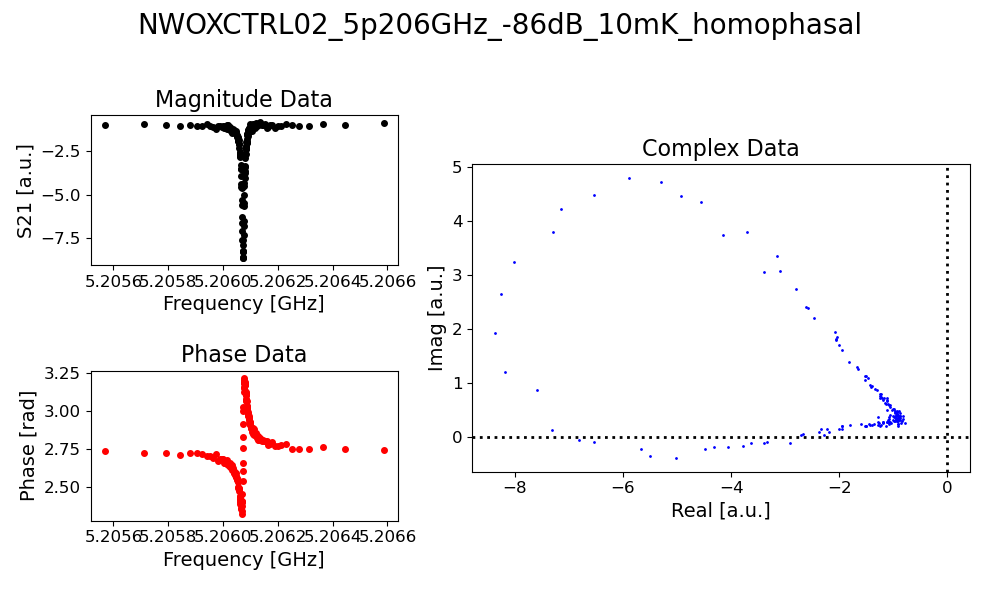 NWOXCTRL02_5p206GHz_-86dB_10mK_homophasal
Magnitude Data
S21 [a.u.]
−2.5
−5.0
−7.5
5.2056 5.2058 5.2060 5.2062 5.2064 5.2066
Frequency [GHz]
Phase Data
Phase [rad]
3.25
3.00
2.75
2.50
5.2056 5.2058 5.2060 5.2062 5.2064 5.2066
Frequency [GHz]
Complex Data
Imag [a.u.]
5
4
3
2
1
0
−8 −6 −4 −2 0
Real [a.u.]